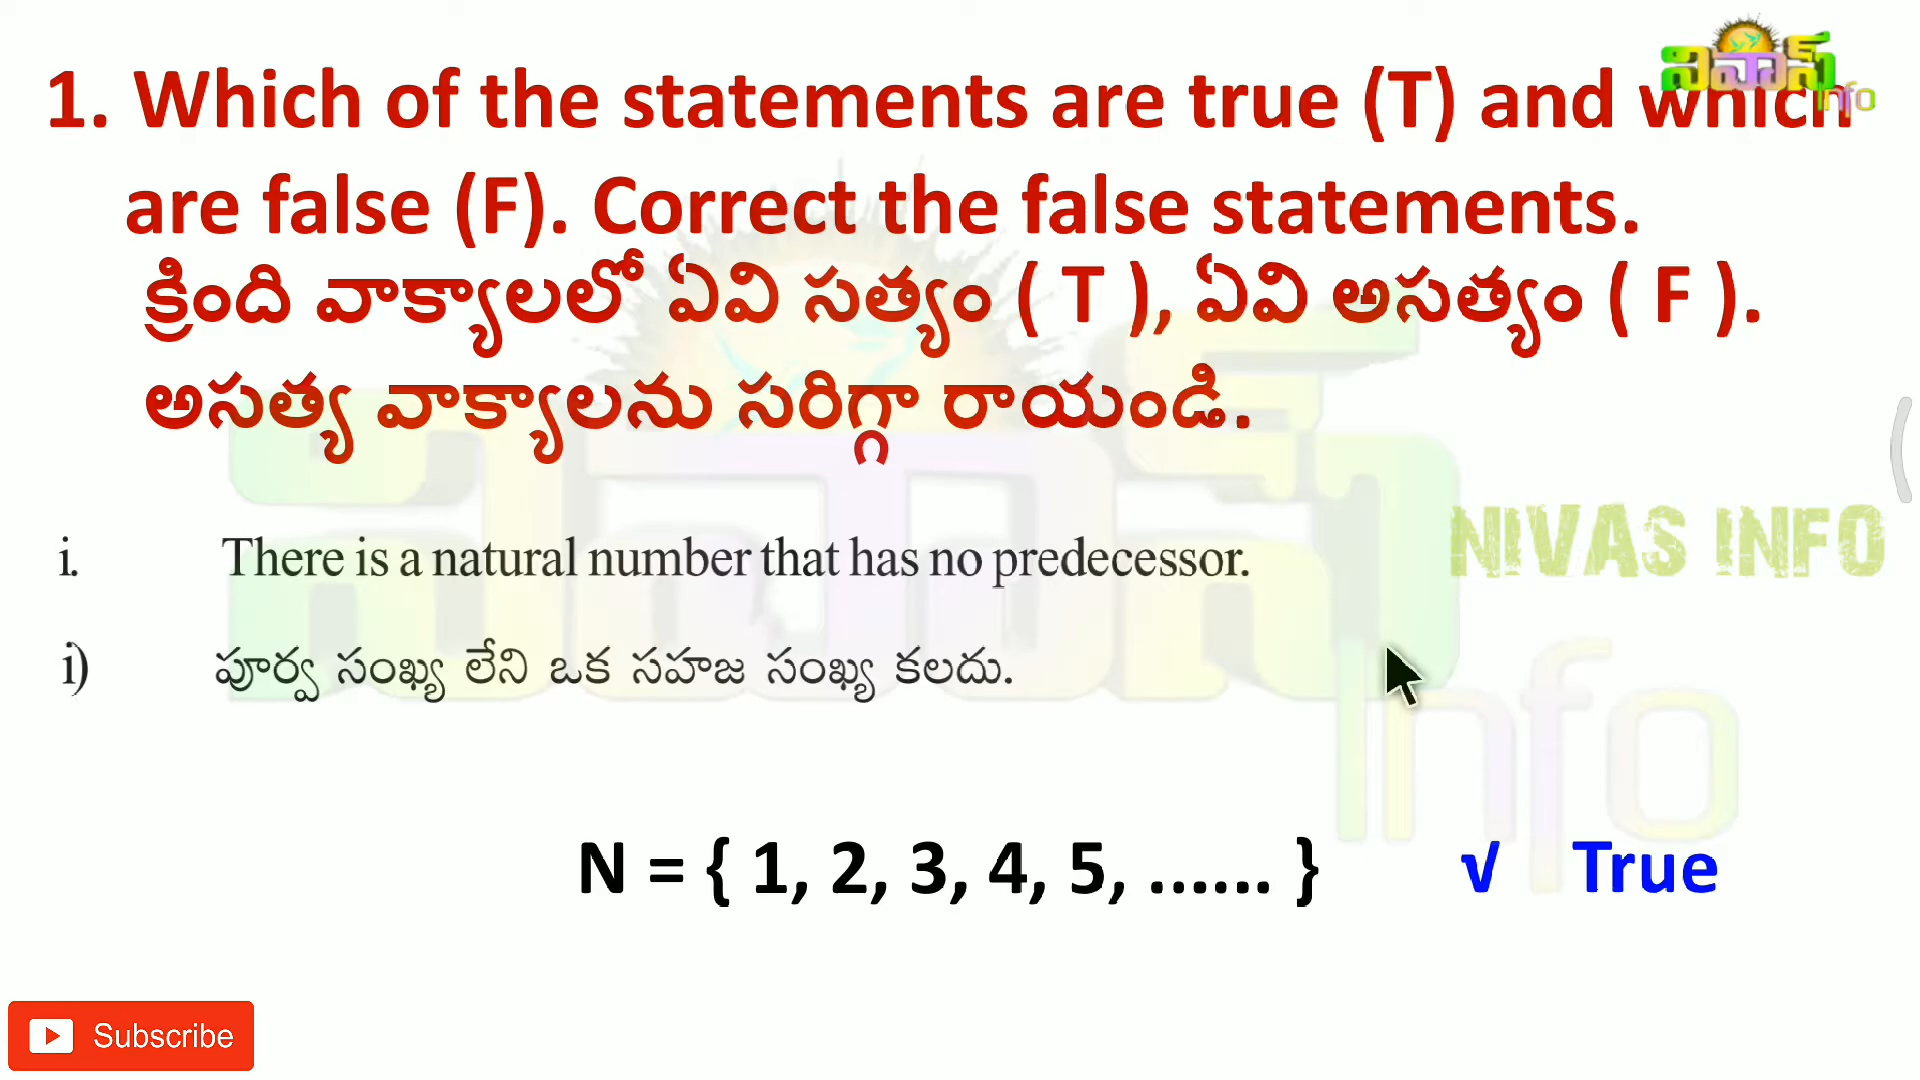 నివాస్
info
1. Which of the statements are true (T) and which
are false (F). Correct the false statements.
క్రింది వాక్యాలలో ఏవి సత్యం ( T ), ఏవి అసత్యం ( F ).
అసత్య వాక్యాలను సరిగ్గా రాయండి.
NIVAS INFO
i. There is a natural number that has no predecessor.
i) పూర్వ సంఖ్య లేని ఒక సహజ సంఖ్య కలదు.
నివాస్
info
N = { 1, 2, 3, 4, 5, ...... } √ True
Subscribe